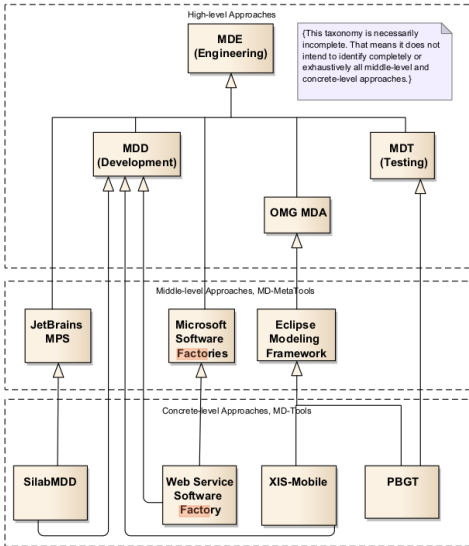 High-level Approaches
MDE
(Engineering)
{This taxonomy is necessarily
incomplete. That means it does not
intend to identify completely or
exhaustively all middle-level and
concrete-level approaches.}
MDD
(Development)
MDT
(Testing)
OMG MDA
Middle-level Approaches, MD-MetaTools
JetBrains
MPS
Microsoft
Software
Factories
Eclipse
Modeling
Framework
Concrete-level Approaches, MD-Tools
SilabMDD
Web Service
Software
Factory
XIS-Mobile
PBGT